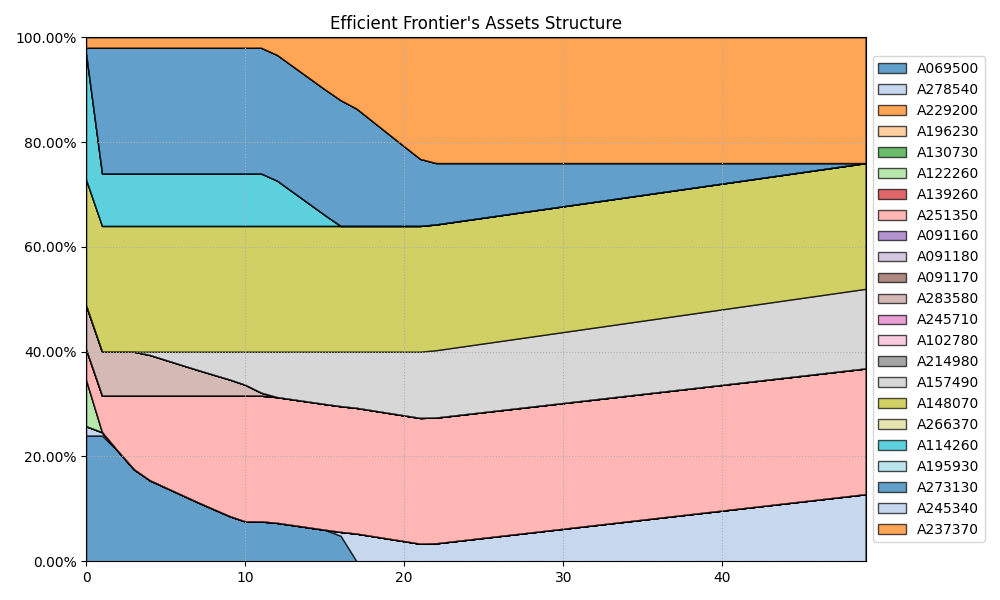 Efficient Frontier's Assets Structure
100.00%
80.00%
60.00%
40.00%
20.00%
0.00%
0
10
20
30
40
A069500
A278540
A229200
A196230
A130730
A122260
A139260
A251350
A091160
A091180
A091170
A283580
A245710
A102780
A214980
A157490
A148070
A266370
A114260
A195930
A273130
A245340
A237370